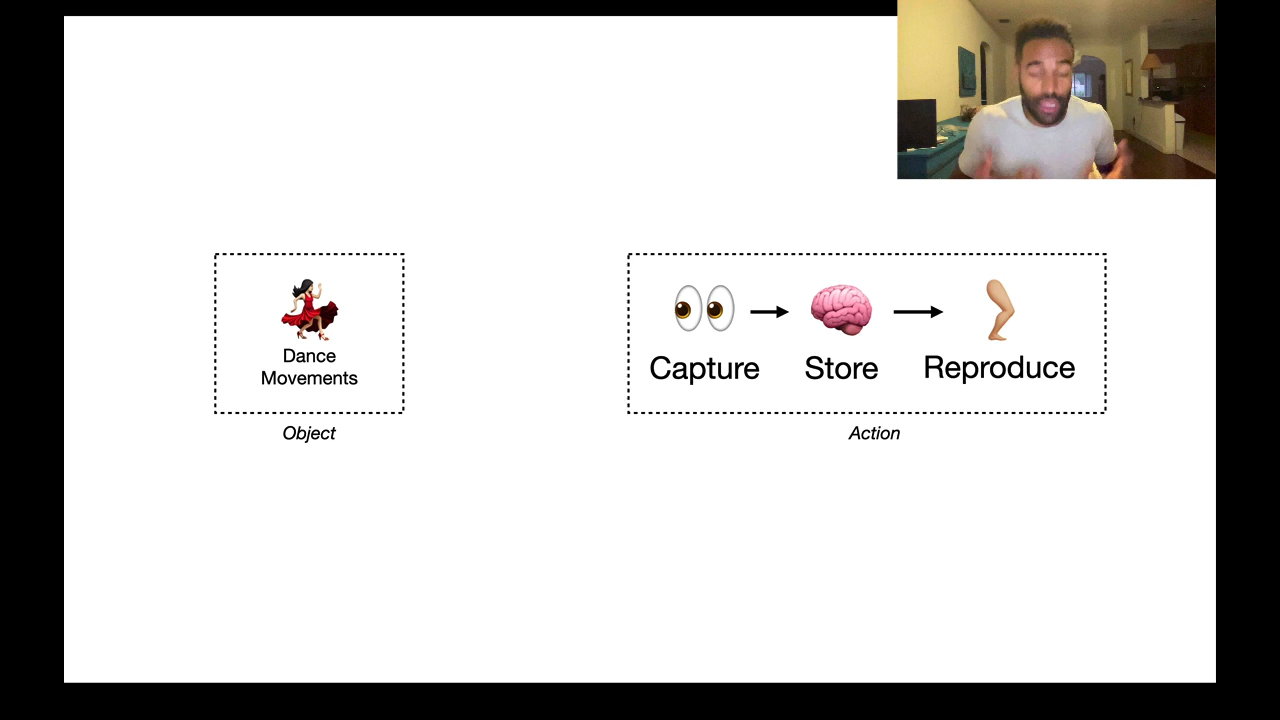 Dance
Movements
Object
Capture
Store
Reproduce
Action